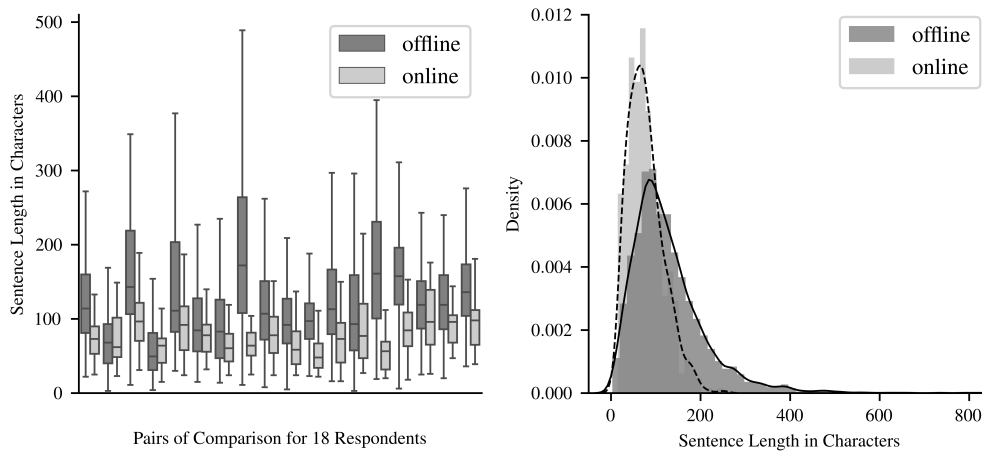 500
400
300
200
100
0
Sentence Length in Characters
offline
online
Pairs of Comparison for 18 Respondents
0.012
0.010
0.008
0.006
0.004
0.002
0.000
Density
offline
online
0 200 400 600 800
Sentence Length in Characters